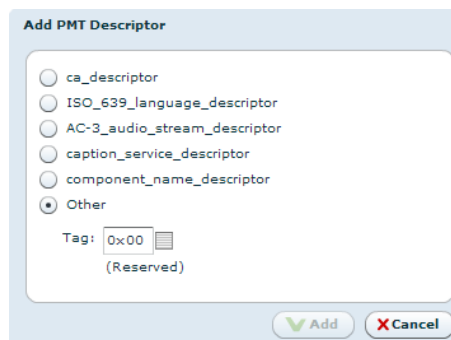 Add PMT Descriptor
ca_descriptor
ISO_639_language_descriptor
AC-3_audio_stream_descriptor
caption_service_descriptor
component_name_descriptor
Other
Tag: 0x00
(Reserved)
Add Cancel